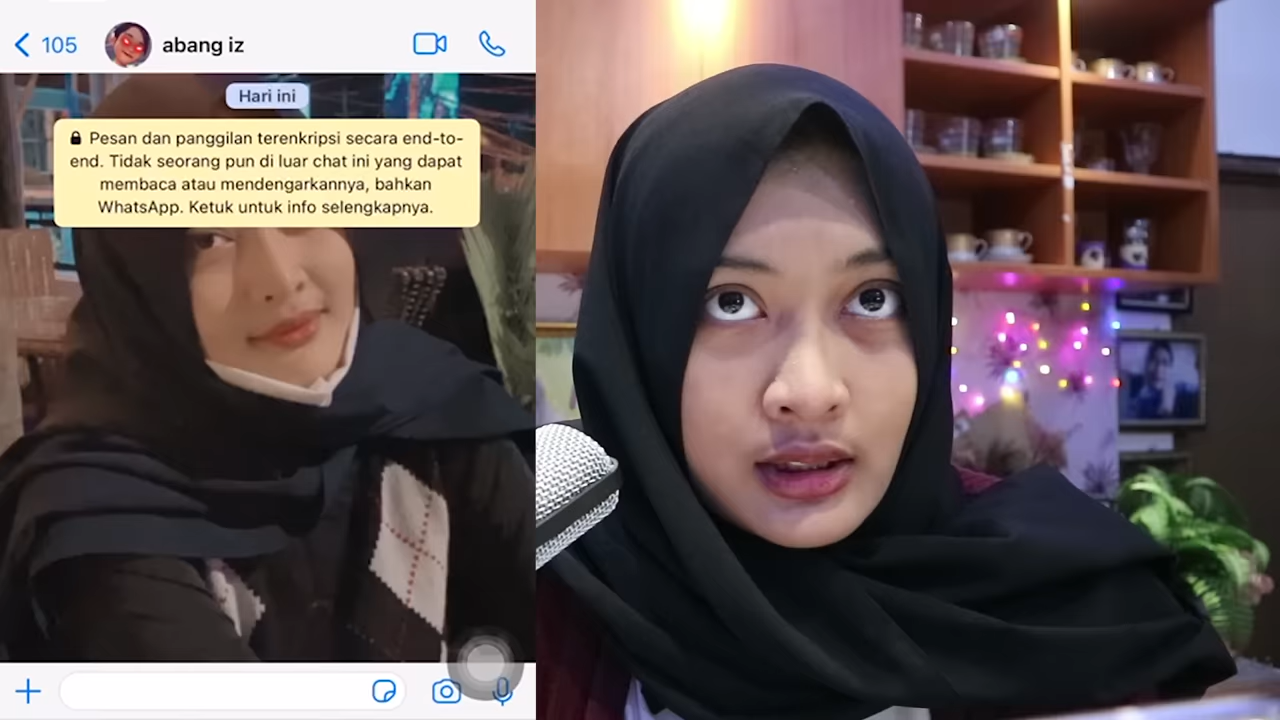 105
abang iz
Hari ini
Pesan dan panggilan terenkripsi secara end-to-
end. Tidak seorang pun di luar chat ini yang dapat
membaca atau mendengarkannya, bahkan
WhatsApp. Ketuk untuk info selengkapnya.